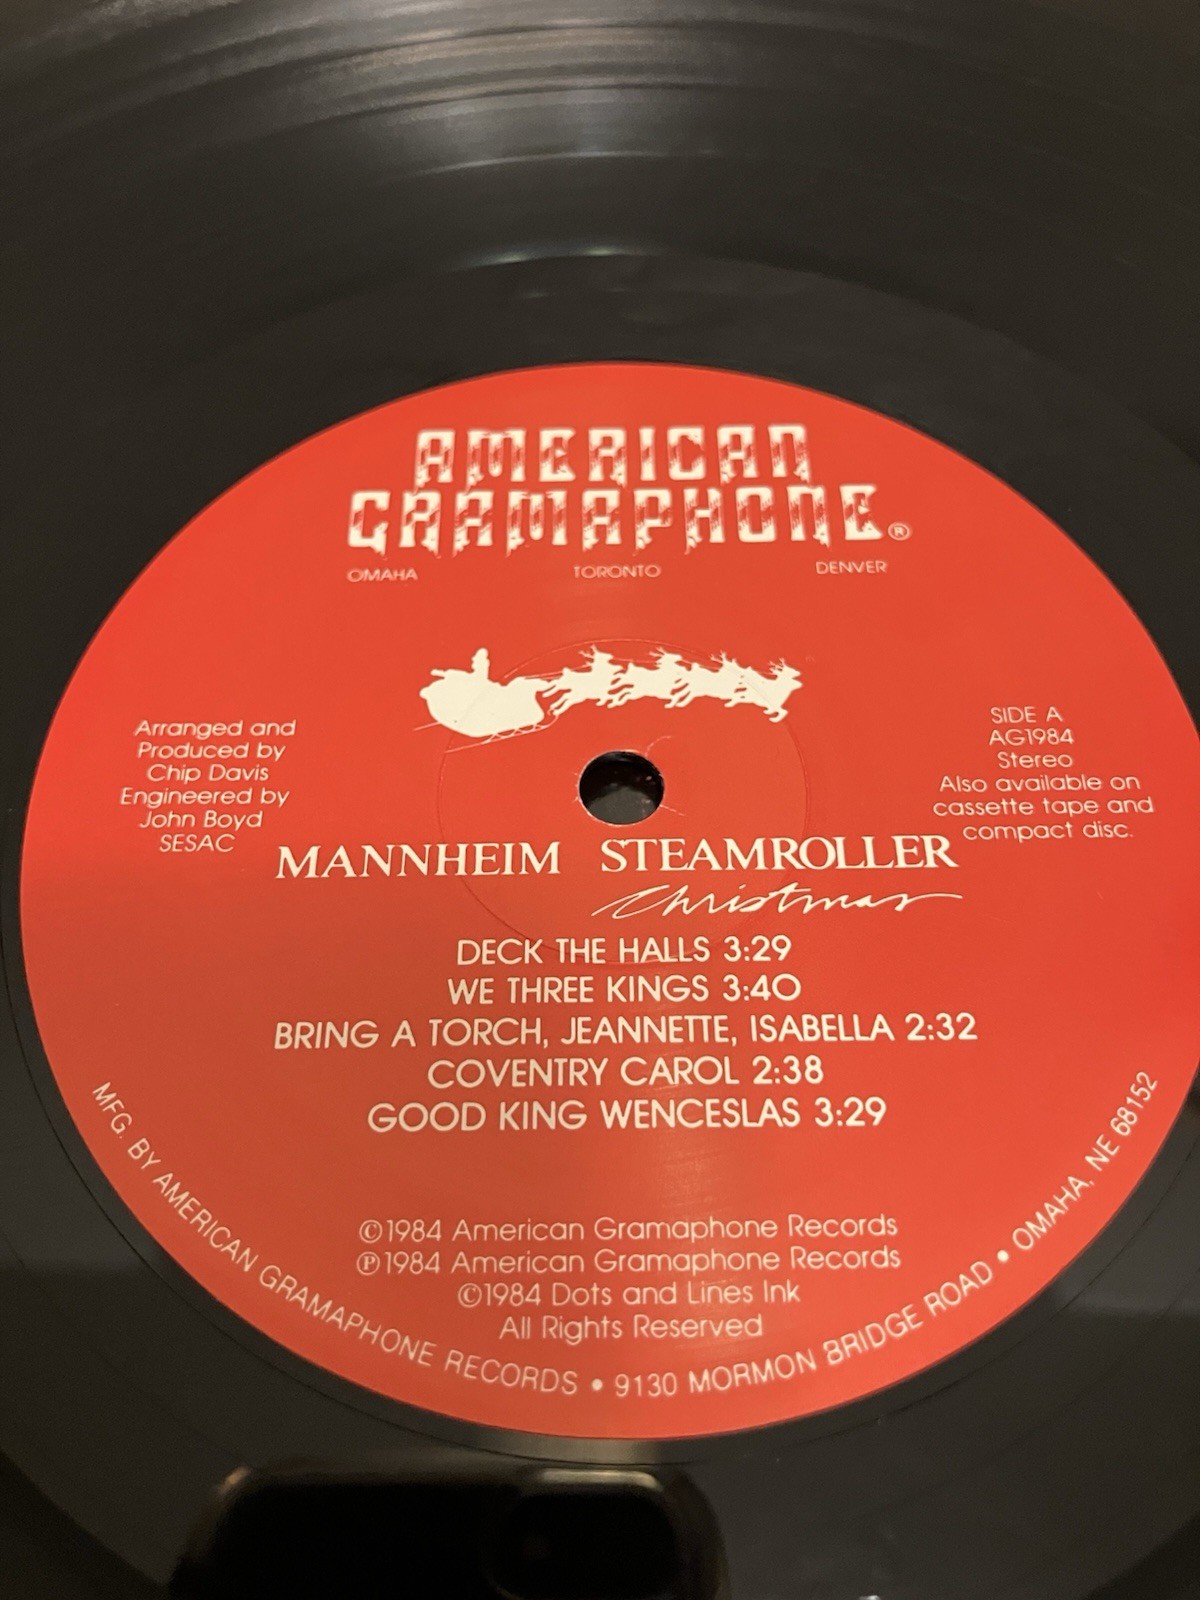 AMERICAN
GRAMAPHONE®
OMAHA TORONTO DENVER
Arranged and
Produced by
Chip Davis
Engineered by
John Boyd
SESAC
SIDE A
AG1984
Stereo
Also available on
cassette tape and
compact disc.
MANNHEIM STEAMROLLER
Christmas
DECK THE HALLS 3:29
WE THREE KINGS 3:40
BRING A TORCH, JEANNETTE, ISABELLA 2:32
COVENTRY CAROL 2:38
GOOD KING WENCESLAS 3:29
©1984 American Gramaphone Records
℗1984 American Gramaphone Records
©1984 Dots and Lines Ink
All Rights Reserved
MFG. BY AMERICAN GRAMAPHONE RECORDS • 9130 MORMON BRIDGE ROAD • OMAHA, NE 68152